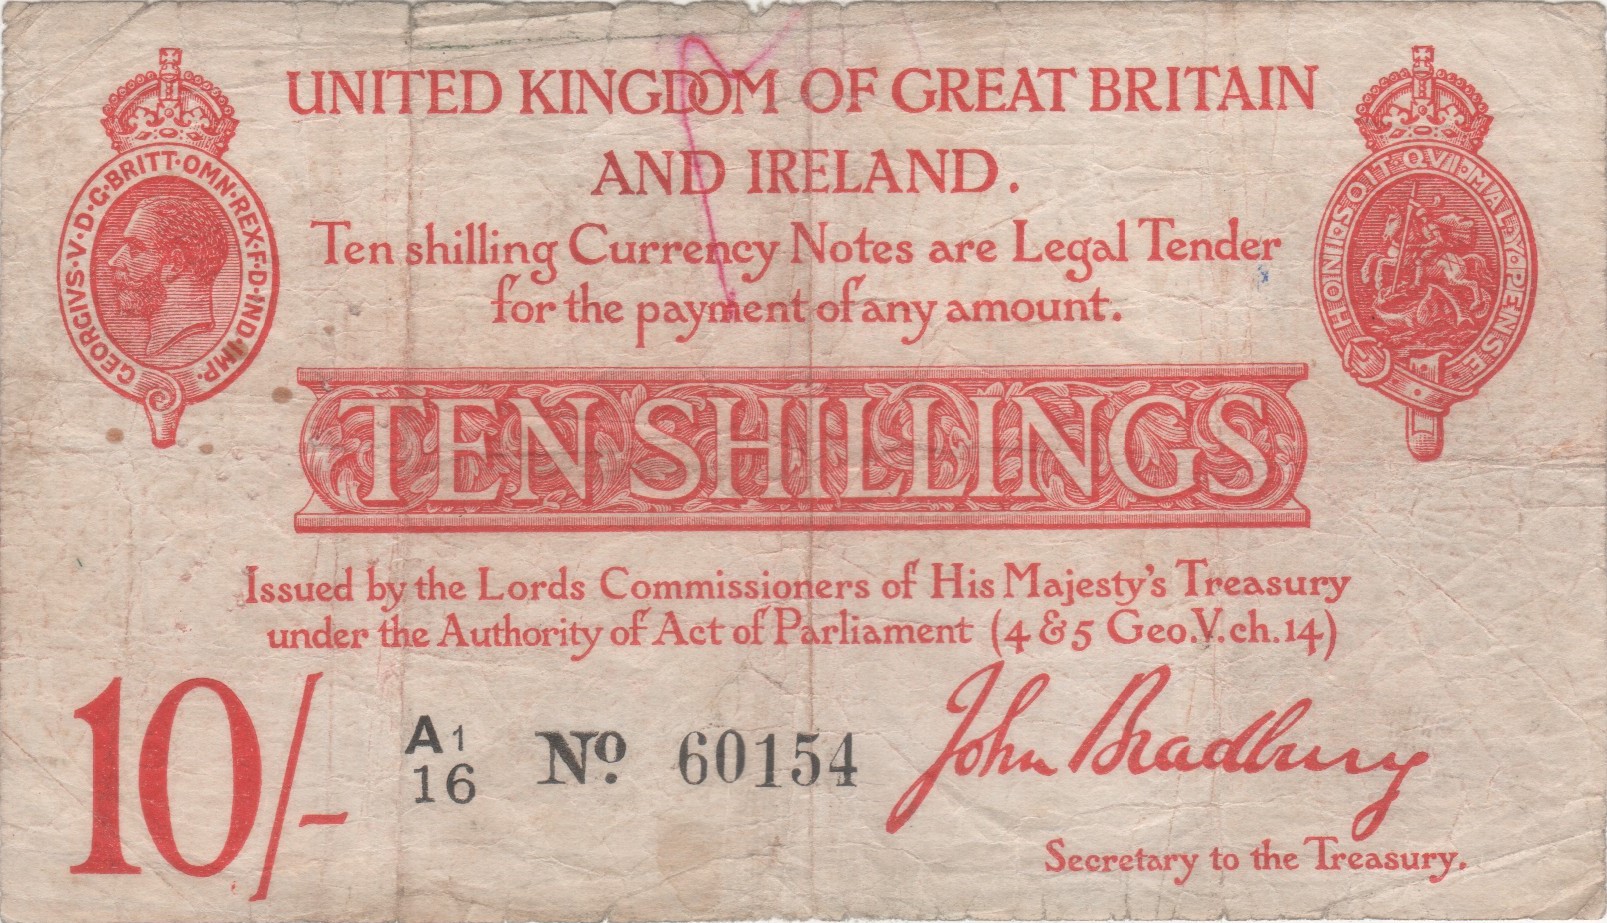 UNITED KINGDOM OF GREAT BRITAIN
AND IRELAND.
GEORGIVS·V·D·G·BRITT·OMN·REX·F·D·IND·IMP·
HONI·SOIT·QVI·MAL·Y·PENSE
Ten shilling Currency Notes are Legal Tender
for the payment of any amount.
TEN SHILLINGS
Issued by the Lords Commissioners of His Majesty's Treasury
under the Authority of Act of Parliament (4 & 5 Geo.V.ch.14)
10/-
A1
16
No. 60154
John Bradbury
Secretary to the Treasury.